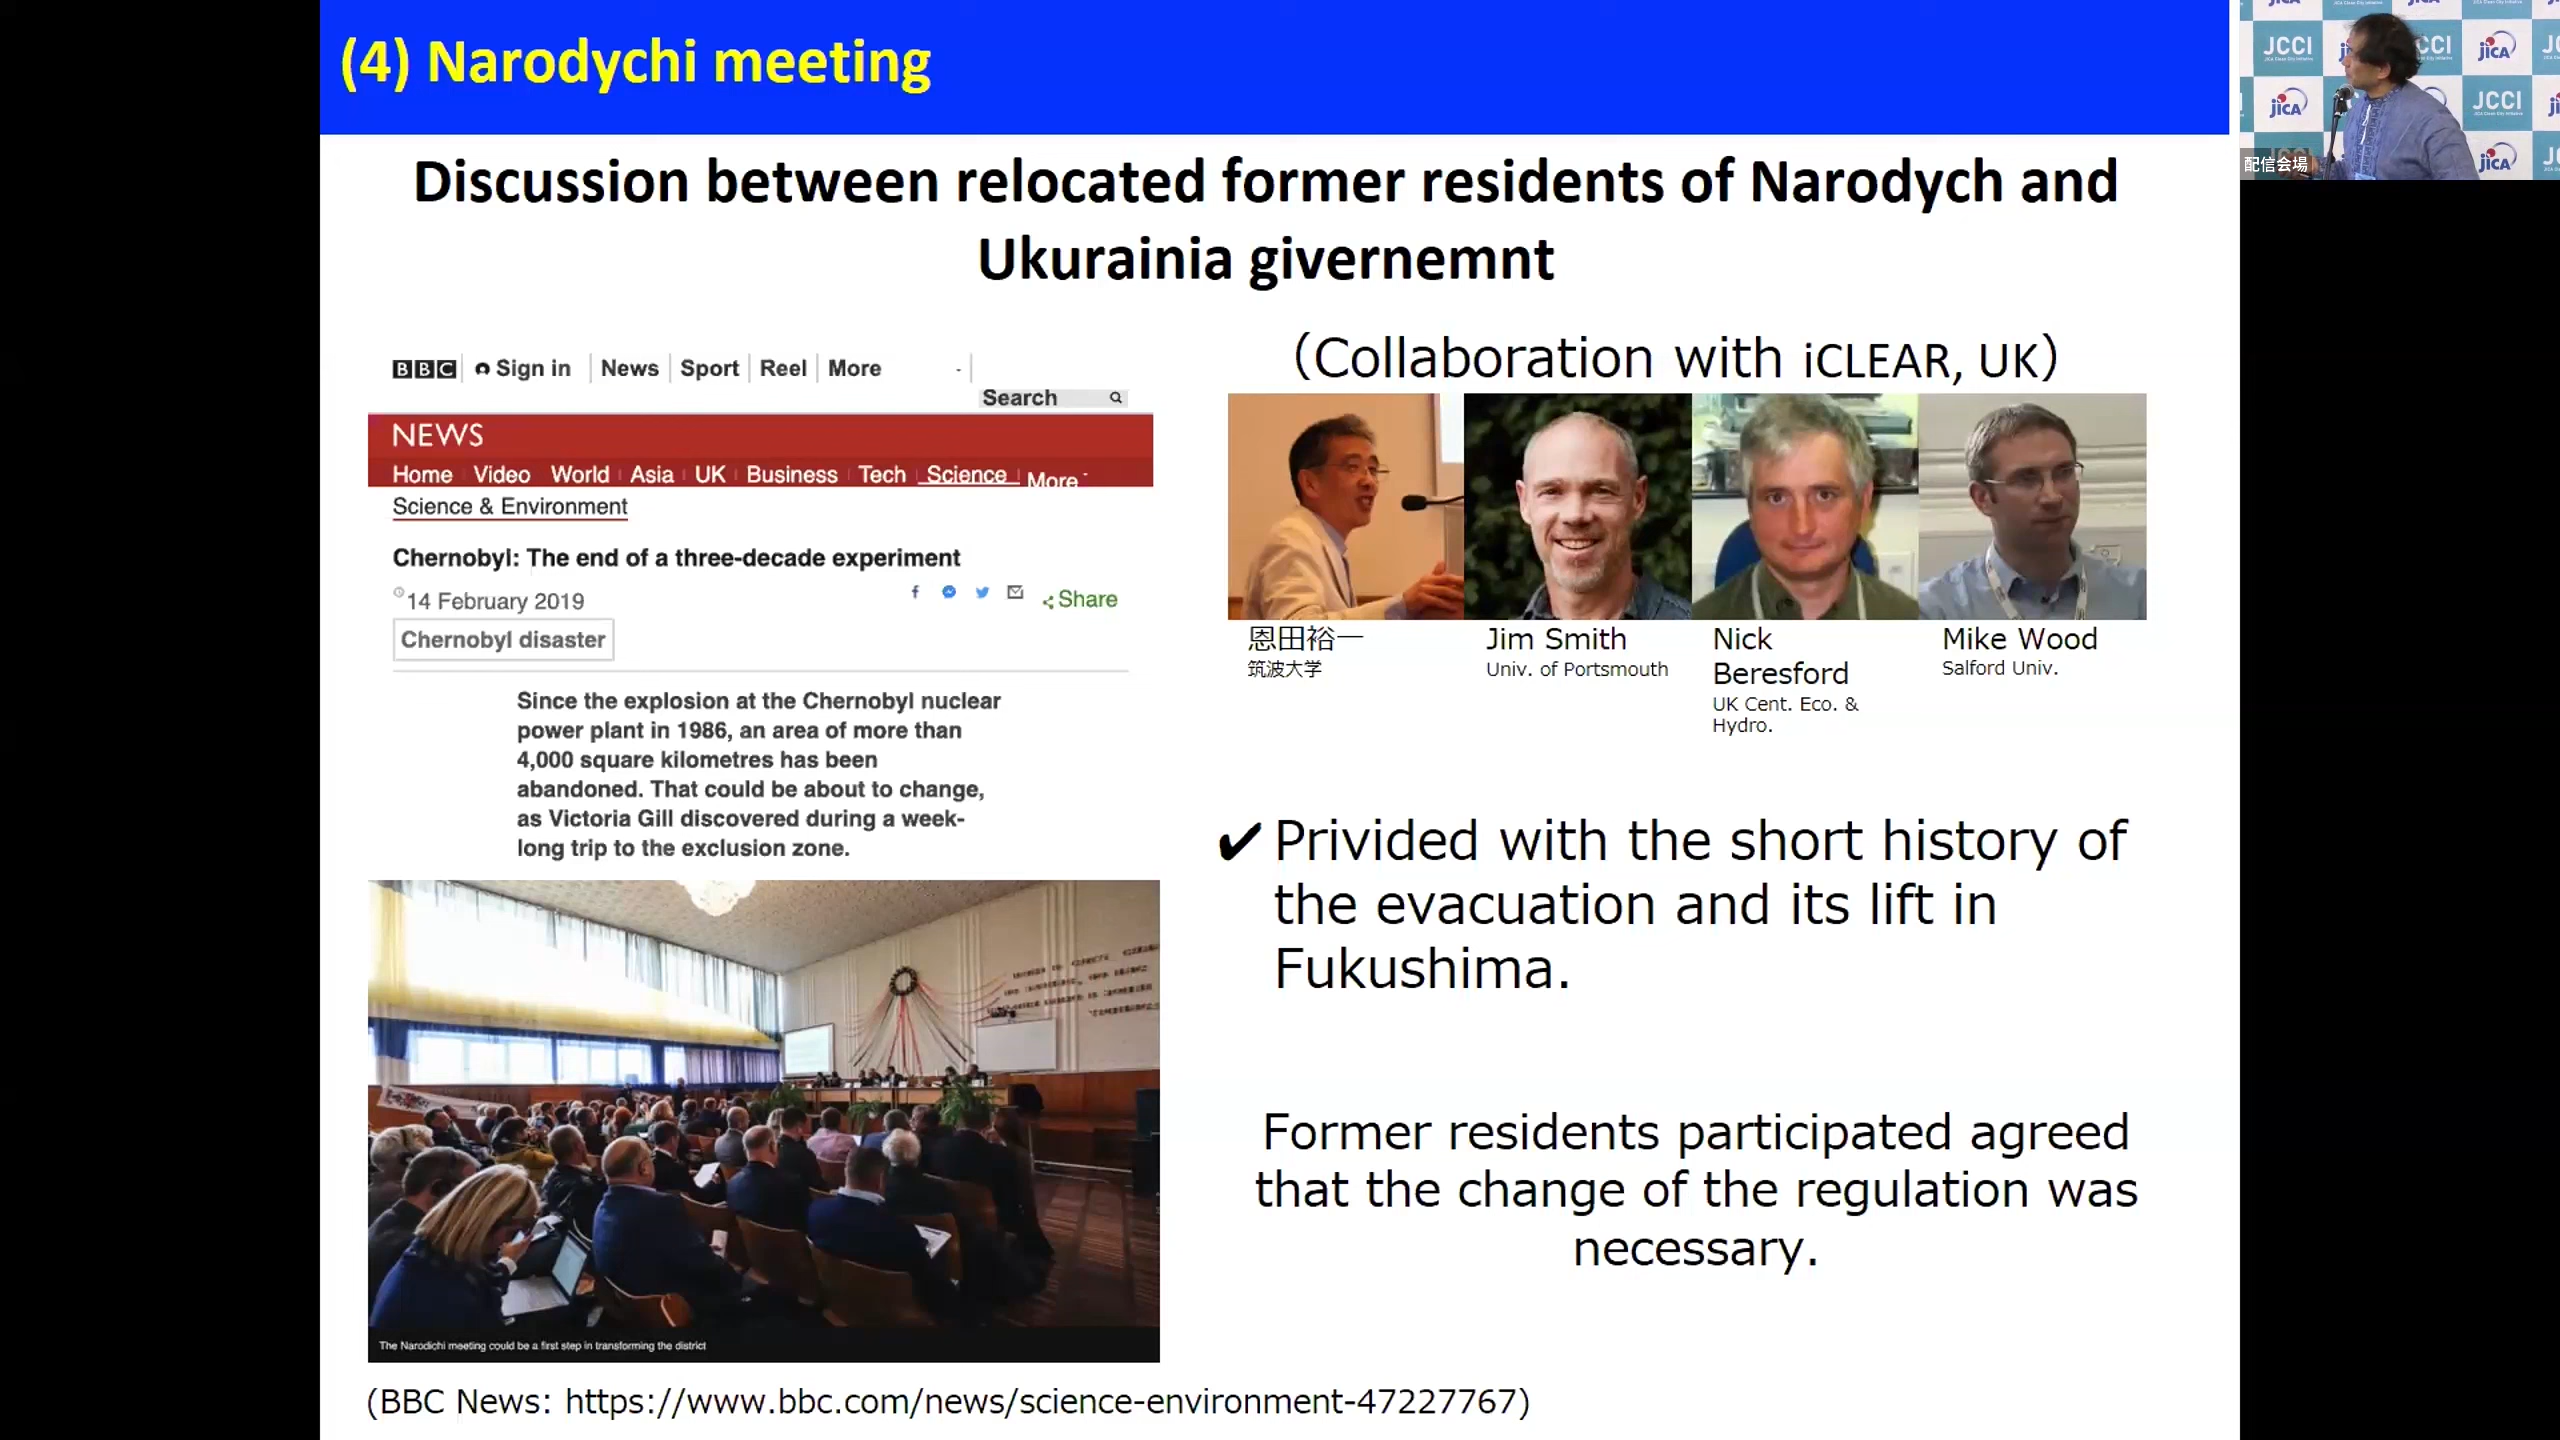 (4) Narodychi meeting
Discussion between relocated former residents of Narodych and
Ukurainia givernemnt
BBC Sign in News Sport Reel More
Search
NEWS
Home Video World Asia UK Business Tech Science More
Science & Environment
Chernobyl: The end of a three-decade experiment
14 February 2019
Share
Chernobyl disaster
Since the explosion at the Chernobyl nuclear
power plant in 1986, an area of more than
4,000 square kilometres has been
abandoned. That could be about to change,
as Victoria Gill discovered during a week-
long trip to the exclusion zone.
The Narodichi meeting could be a first step in transforming the district
(BBC News: https://www.bbc.com/news/science-environment-47227767)
（Collaboration with iCLEAR, UK）
恩田裕一
筑波大学
Jim Smith
Univ. of Portsmouth
Nick
Beresford
UK Cent. Eco. &
Hydro.
Mike Wood
Salford Univ.
✔ Privided with the short history of
the evacuation and its lift in
Fukushima.
Former residents participated agreed
that the change of the regulation was
necessary.
JCCI
JICA
JICA
JCCI
JICA
配信会場